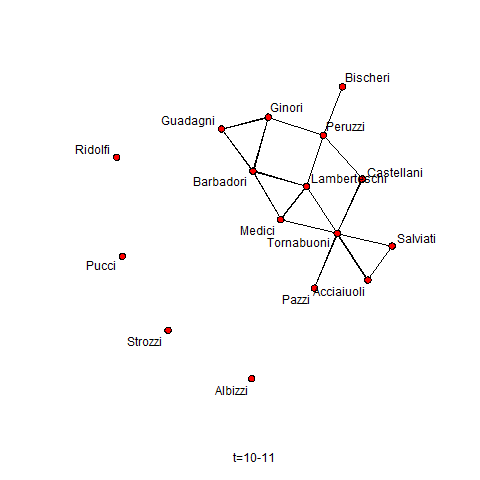 Bischeri
Ginori
Guadagni
Peruzzi
Ridolfi
Castellani
Lamberteschi
Barbadori
Medici
Tornabuoni
Salviati
Pucci
Acciaiuoli
Pazzi
Strozzi
Albizzi
t=10-11